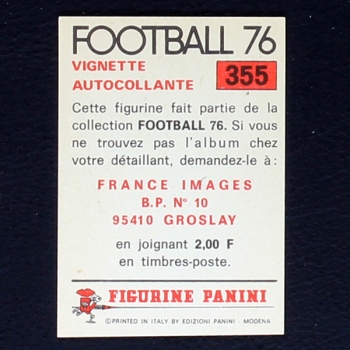 FOOTBALL 76
VIGNETTE
AUTOCOLLANTE
355
Cette figurine fait partie de la
collection FOOTBALL 76. Si vous
ne trouvez pas l'album chez
votre détaillant, demandez-le à :
FRANCE IMAGES
B.P. N° 10
95410 GROSLAY
en joignant 2,00 F
en timbres-poste.
FIGURINE PANINI
© PRINTED IN ITALY BY EDIZIONI PANINI - MODENA